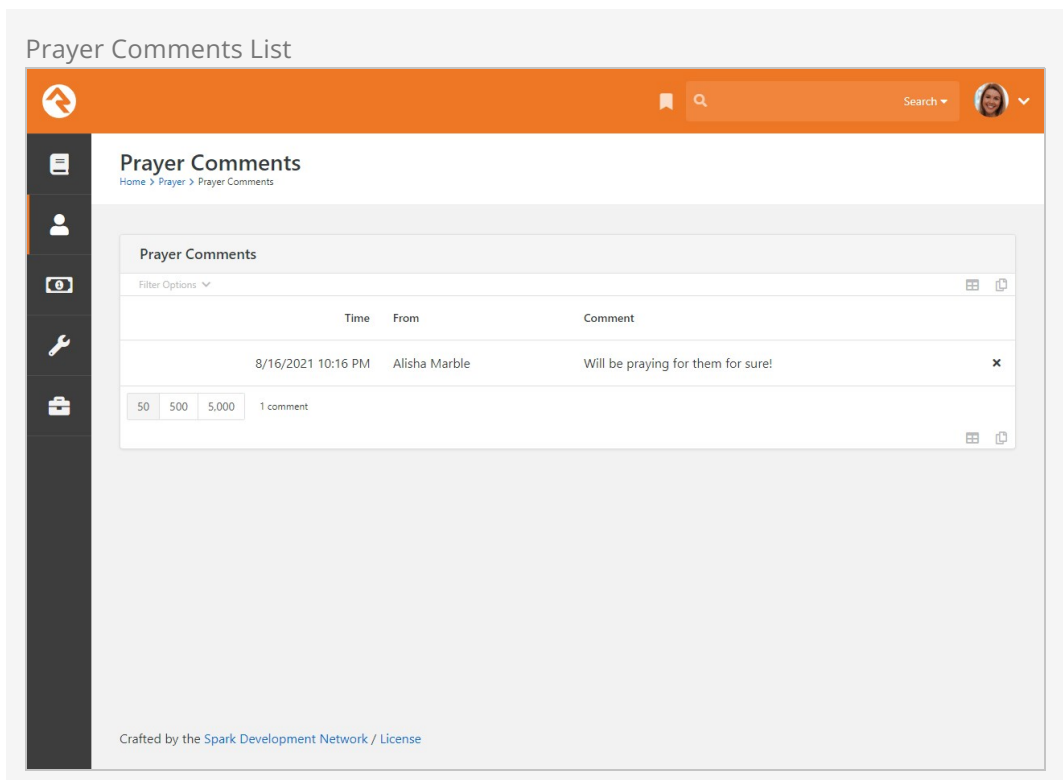 Prayer Comments List
Search
Prayer Comments
Home > Prayer > Prayer Comments
Prayer Comments
Filter Options
Time From Comment
8/16/2021 10:16 PM Alisha Marble Will be praying for them for sure!
50 500 5,000 1 comment
Crafted by the Spark Development Network / License